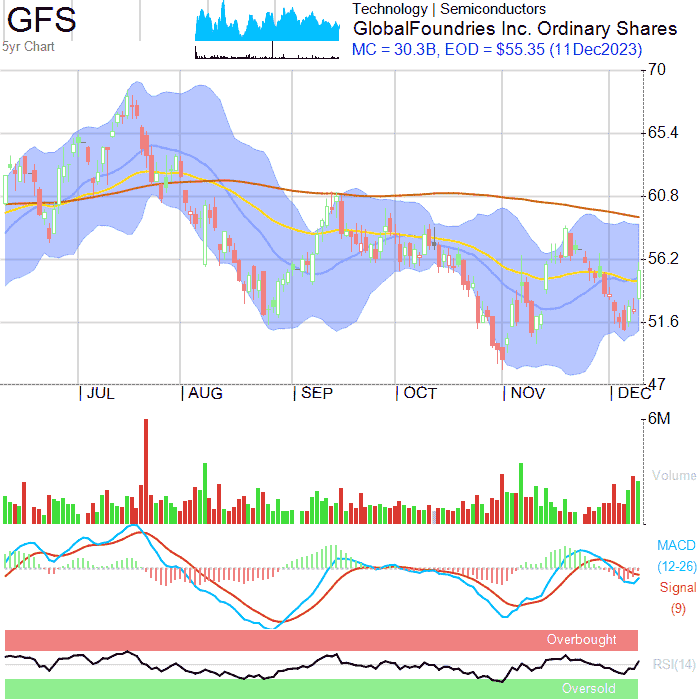 GFS
5yr Chart
Technology | Semiconductors
GlobalFoundries Inc. Ordinary Shares
MC = 30.3B, EOD = $55.35 (11Dec2023)
70
65.4
60.8
56.2
51.6
47
| JUL | AUG | SEP | OCT | NOV | DEC
6M
Volume
MACD
(12-26)
Signal
(9)
Overbought
RSI(14)
Oversold